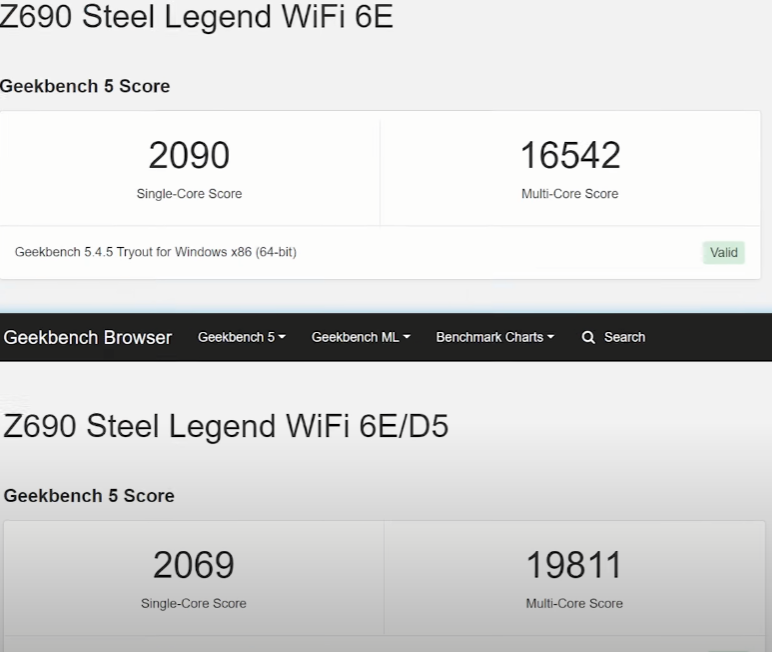 Z690 Steel Legend WiFi 6E
Geekbench 5 Score
2090 16542
Single-Core Score Multi-Core Score
Geekbench 5.4.5 Tryout for Windows x86 (64-bit) Valid
Geekbench Browser Geekbench 5 Geekbench ML Benchmark Charts Search
Z690 Steel Legend WiFi 6E/D5
Geekbench 5 Score
2069 19811
Single-Core Score Multi-Core Score